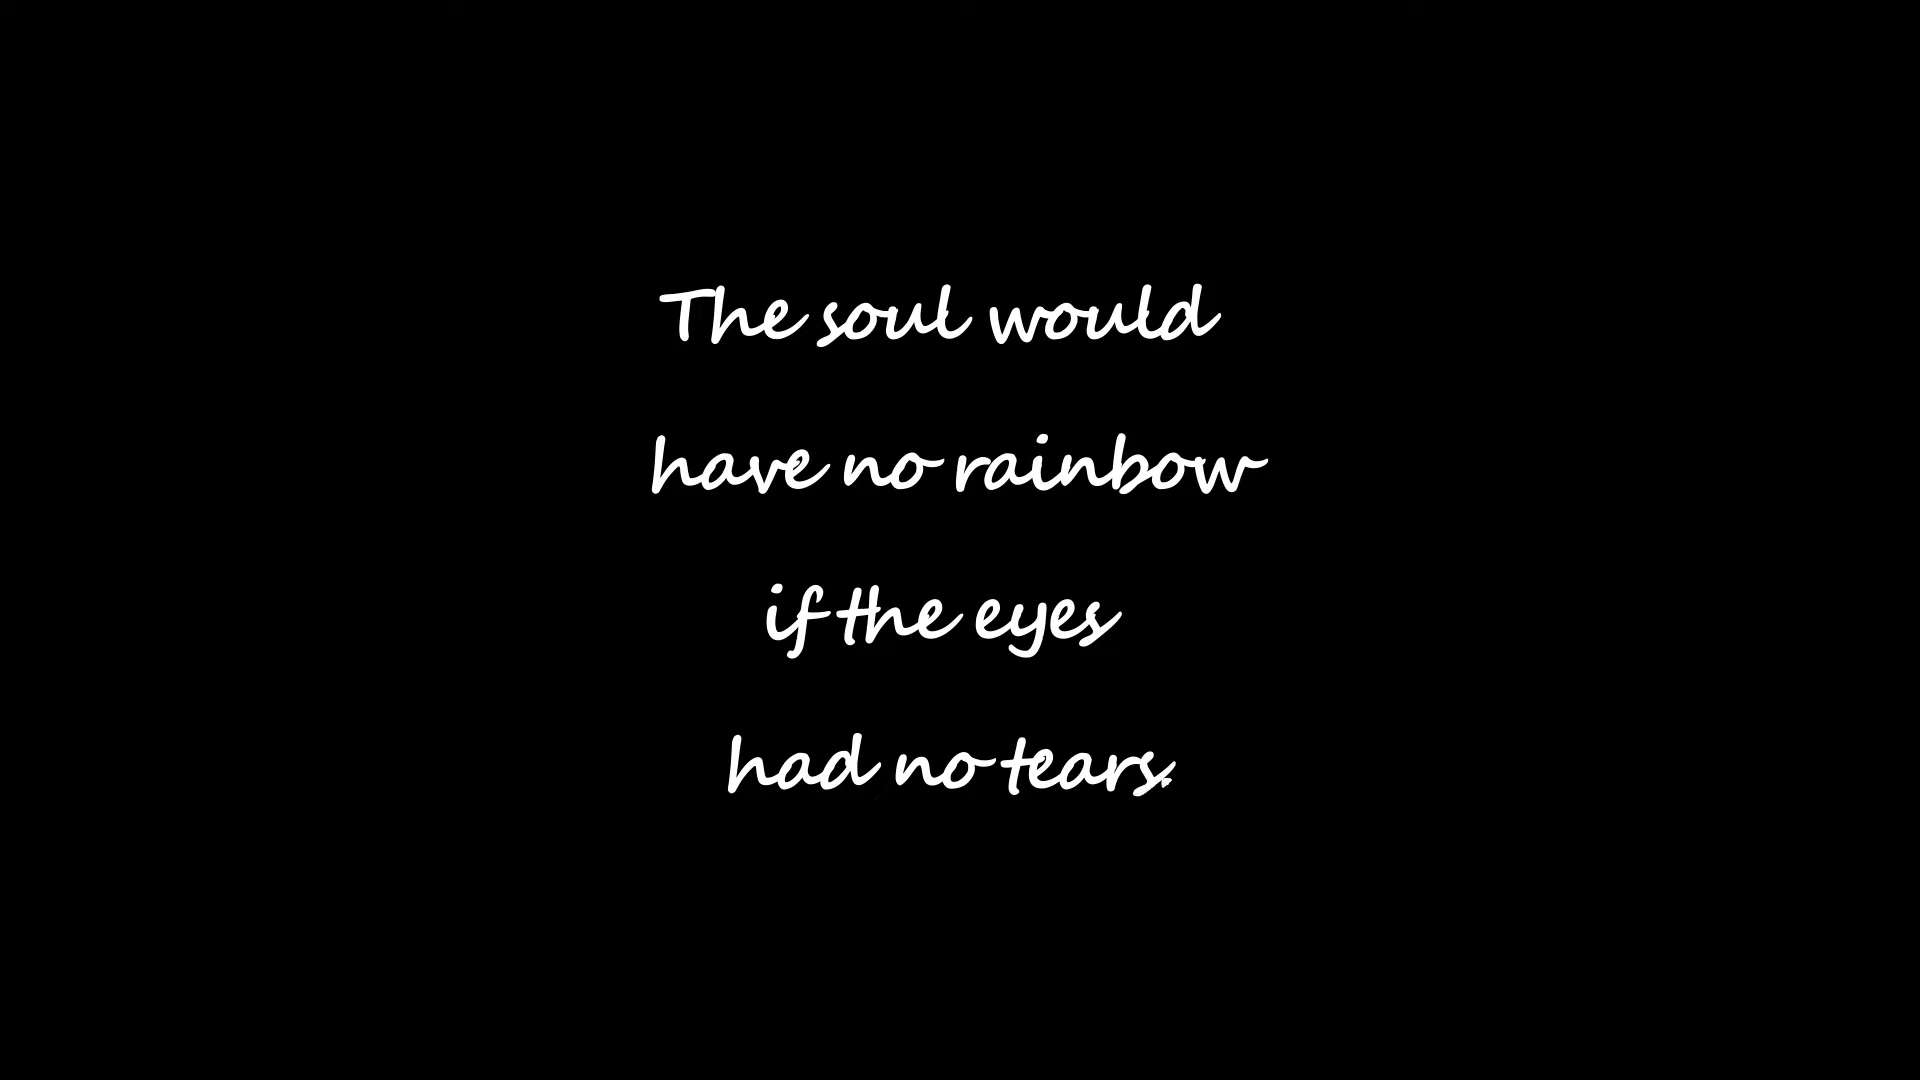 The soul would
have no rainbow
if the eyes
had no tears.